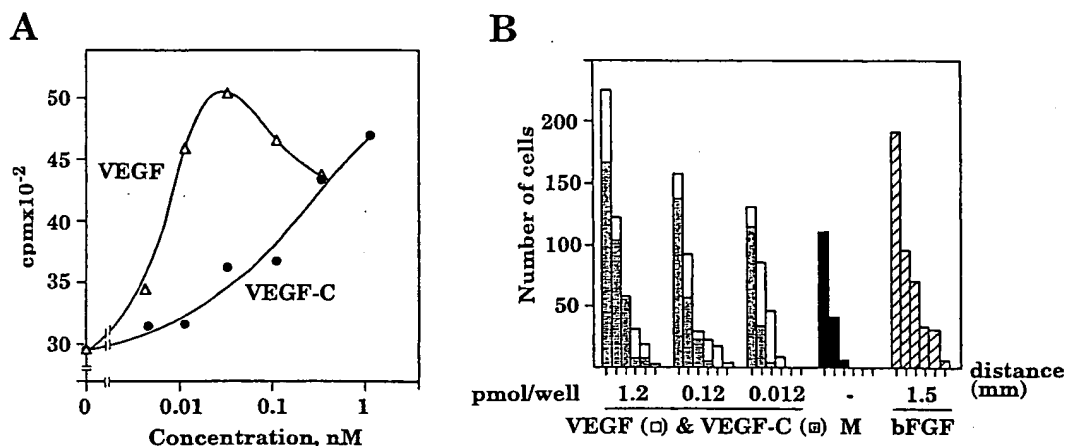 A
cpmx10-2
50
45
40
35
30
VEGF
VEGF-C
0
0.01
0.1
1
Concentration, nM
B
Number of cells
200
150
100
50
distance
(mm)
pmol/well
1.2
0.12
0.012
-
1.5
VEGF (□) & VEGF-C (▣) M bFGF